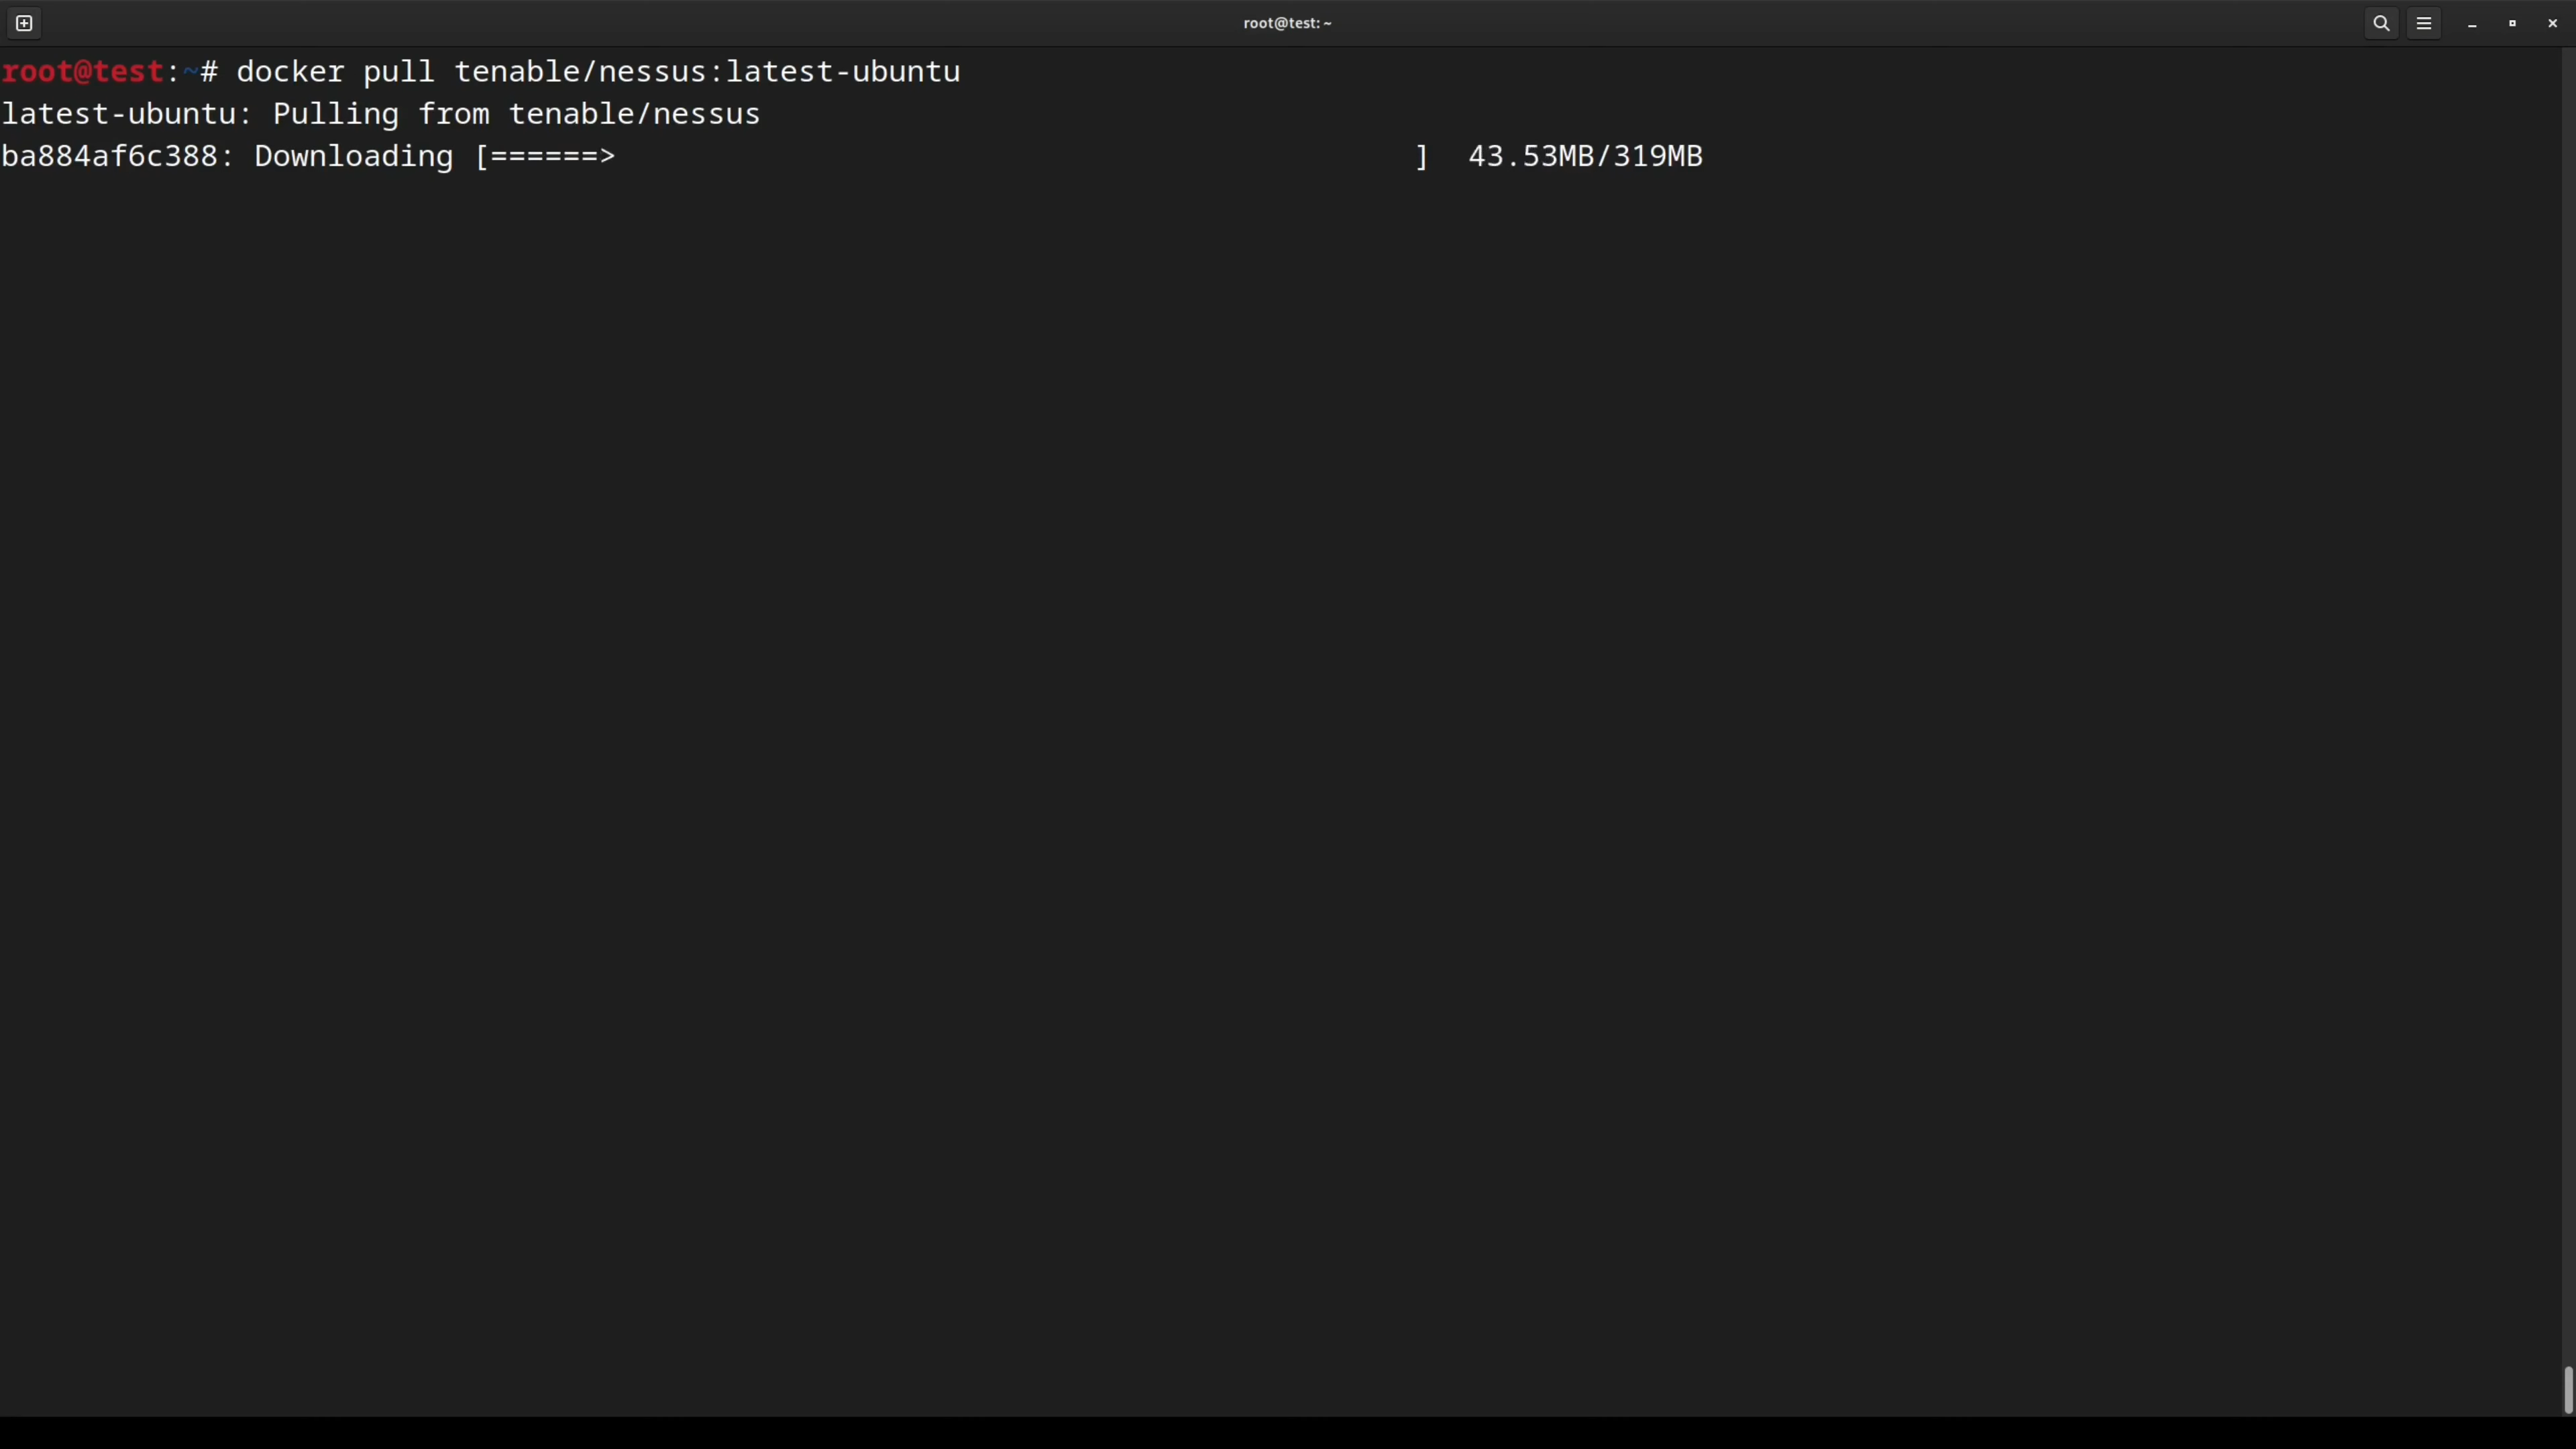 root@test: ~
root@test:~# docker pull tenable/nessus:latest-ubuntu
latest-ubuntu: Pulling from tenable/nessus
ba884af6c388: Downloading [======>                                            ]  43.53MB/319MB